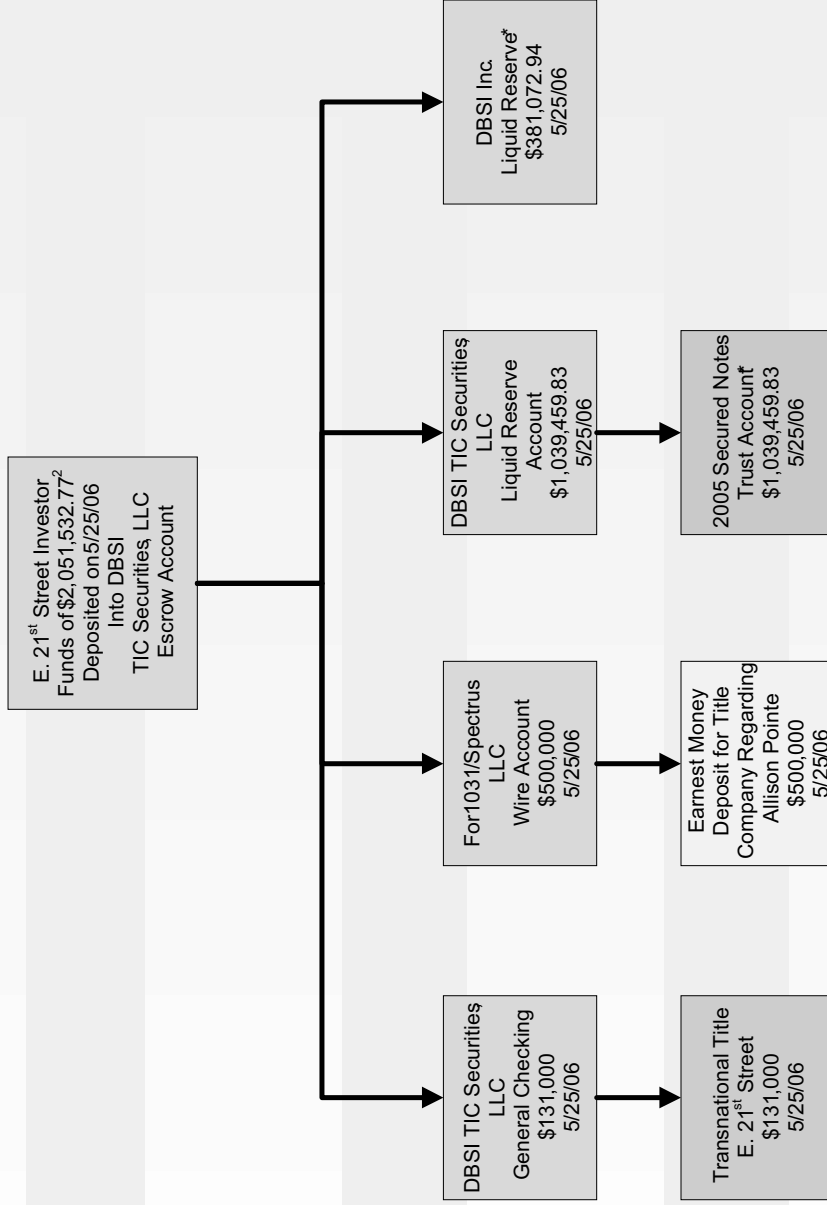 E. 21st Street Investor
Funds of $2,051,532.77²
Deposited on 5/25/06
Into DBSI
TIC Securities, LLC
Escrow Account
DBSI TIC Securities,
LLC
General Checking
$131,000
5/25/06
For1031/Spectrus
LLC
Wire Account
$500,000
5/25/06
DBSI TIC Securities,
LLC
Liquid Reserve
Account
$1,039,459.83
5/25/06
DBSI Inc.
Liquid Reserve*
$381,072.94
5/25/06
Transnational Title
E. 21st Street
$131,000
5/25/06
Earnest Money
Deposit for Title
Company Regarding
Allison Pointe
$500,000
5/25/06
2005 Secured Notes
Trust Account*
$1,039,459.83
5/25/06